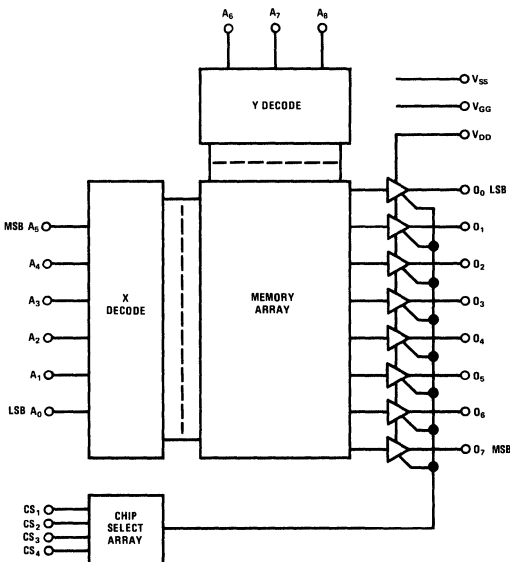 A6 A7 A8
Y DECODE
VSS
VGG
VDD
O0 LSB
O1
O2
O3
O4
O5
O6
O7 MSB
MSB A5
A4
A3
A2
A1
LSB A0
X
DECODE
MEMORY
ARRAY
CS1
CS2
CS3
CS4
CHIP
SELECT
ARRAY